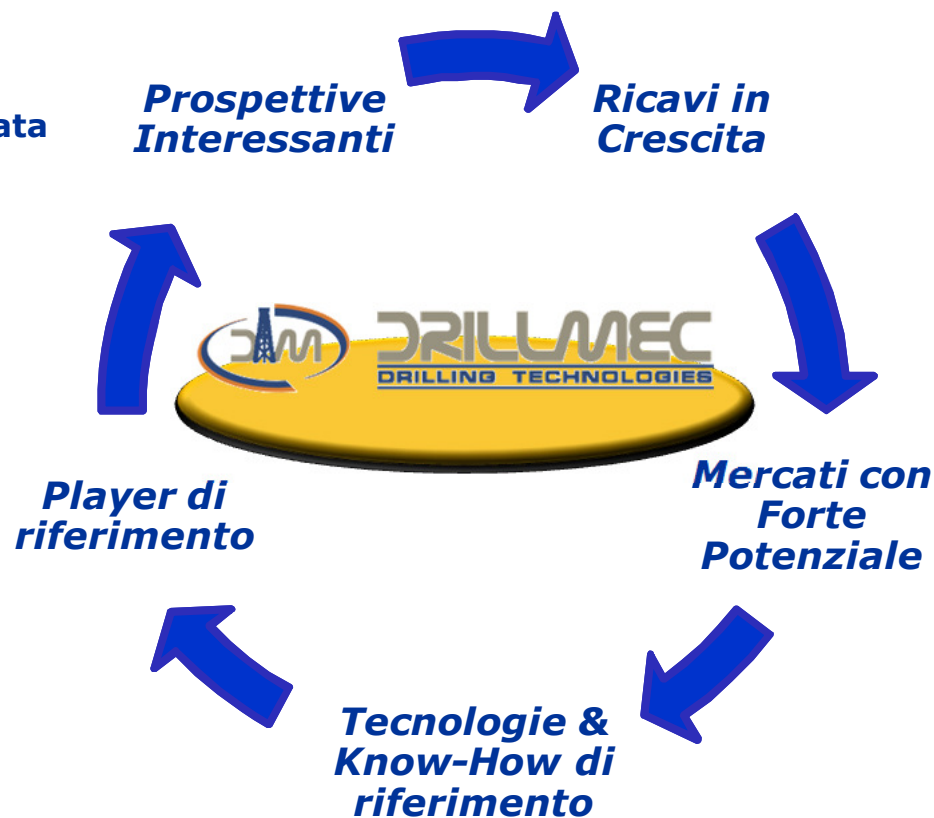 Prospettive
Interessanti
Ricavi in
Crescita
DRILLMEC
DRILLING TECHNOLOGIES
Mercati con
Forte
Potenziale
Tecnologie &
Know-How di
riferimento
Player di
riferimento